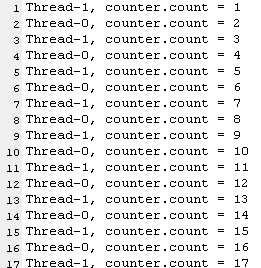 1 Thread-1, counter.count = 1
2 Thread-0, counter.count = 2
3 Thread-1, counter.count = 3
4 Thread-0, counter.count = 4
5 Thread-1, counter.count = 5
6 Thread-0, counter.count = 6
7 Thread-1, counter.count = 7
8 Thread-0, counter.count = 8
9 Thread-1, counter.count = 9
10 Thread-0, counter.count = 10
11 Thread-1, counter.count = 11
12 Thread-0, counter.count = 12
13 Thread-1, counter.count = 13
14 Thread-0, counter.count = 14
15 Thread-1, counter.count = 15
16 Thread-0, counter.count = 16
17 Thread-1, counter.count = 17